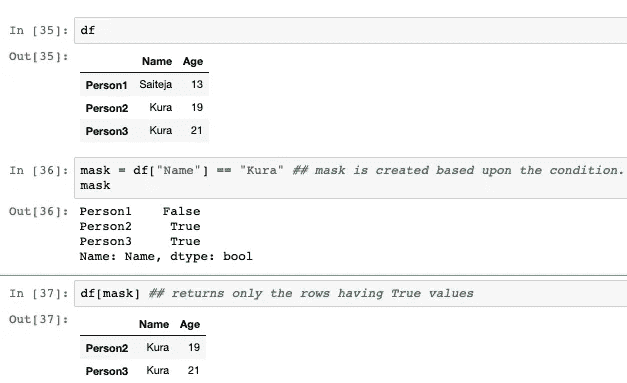 In [35]: df
Out[35]:
Name Age
Person1 Saiteja 13
Person2 Kura 19
Person3 Kura 21
In [36]: mask = df["Name"] == "Kura" ## mask is created based upon the condition.
mask
Out[36]: Person1 False
Person2 True
Person3 True
Name: Name, dtype: bool
In [37]: df[mask] ## returns only the rows having True values
Out[37]:
Name Age
Person2 Kura 19
Person3 Kura 21